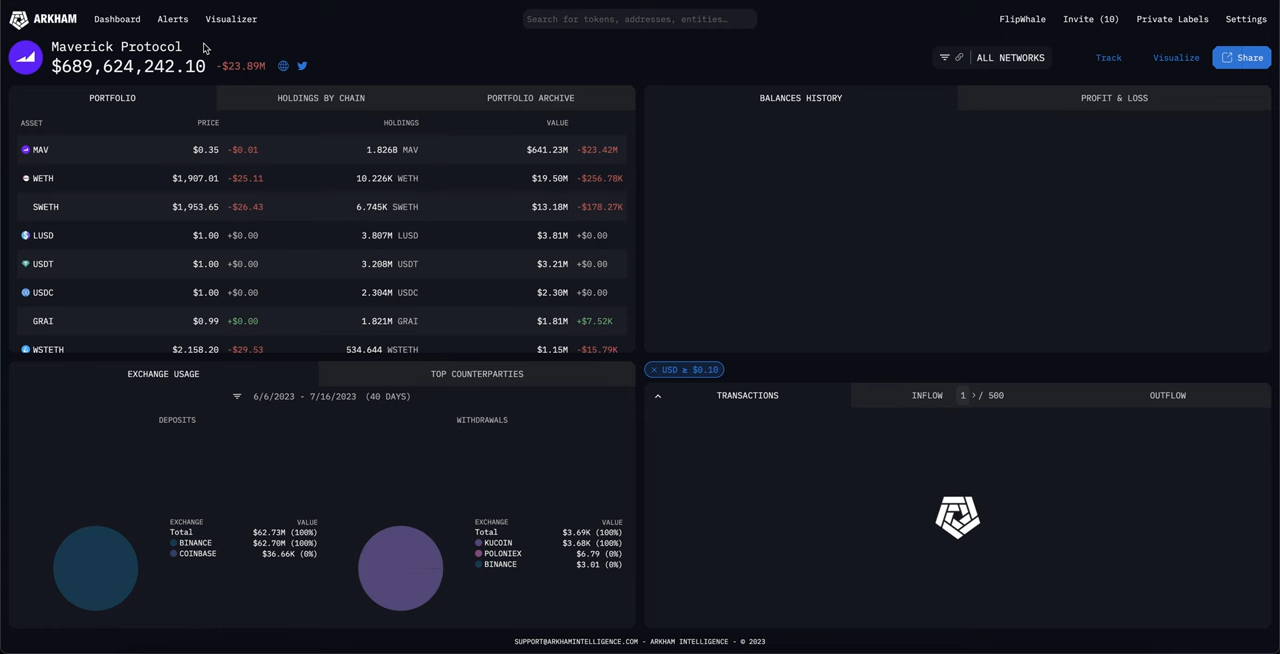 ARKHAM Dashboard Alerts Visualizer Search for tokens, addresses, entities… FlipWhale Invite (10) Private Labels Settings
Maverick Protocol
$689,624,242.10 -$23.89M
ALL NETWORKS Track Visualize Share
PORTFOLIO HOLDINGS BY CHAIN PORTFOLIO ARCHIVE
ASSET PRICE HOLDINGS VALUE
MAV $0.35 -$0.01 1.826B MAV $641.23M -$23.42M
WETH $1,907.01 -$25.11 10.226K WETH $19.50M -$256.78K
SWETH $1,953.65 -$26.43 6.745K SWETH $13.18M -$178.27K
LUSD $1.00 +$0.00 3.807M LUSD $3.81M +$0.00
USDT $1.00 +$0.00 3.208M USDT $3.21M +$0.00
USDC $1.00 +$0.00 2.304M USDC $2.30M +$0.00
GRAI $0.99 +$0.00 1.821M GRAI $1.81M +$7.52K
WSTETH $2,158.20 -$29.53 534.644 WSTETH $1.15M -$15.79K
BALANCES HISTORY PROFIT & LOSS
EXCHANGE USAGE TOP COUNTERPARTIES
6/6/2023 - 7/16/2023 (40 DAYS)
DEPOSITS WITHDRAWALS
EXCHANGE VALUE
Total $62.73M (100%)
BINANCE $62.70M (100%)
COINBASE $36.66K (0%)
EXCHANGE VALUE
Total $3.69K (100%)
KUCOIN $3.68K (100%)
POLONIEX $6.79 (0%)
BINANCE $3.01 (0%)
× USD ≥ $0.10
TRANSACTIONS INFLOW 1 > / 500 OUTFLOW
SUPPORT@ARKHAMINTELLIGENCE.COM - ARKHAM INTELLIGENCE - © 2023